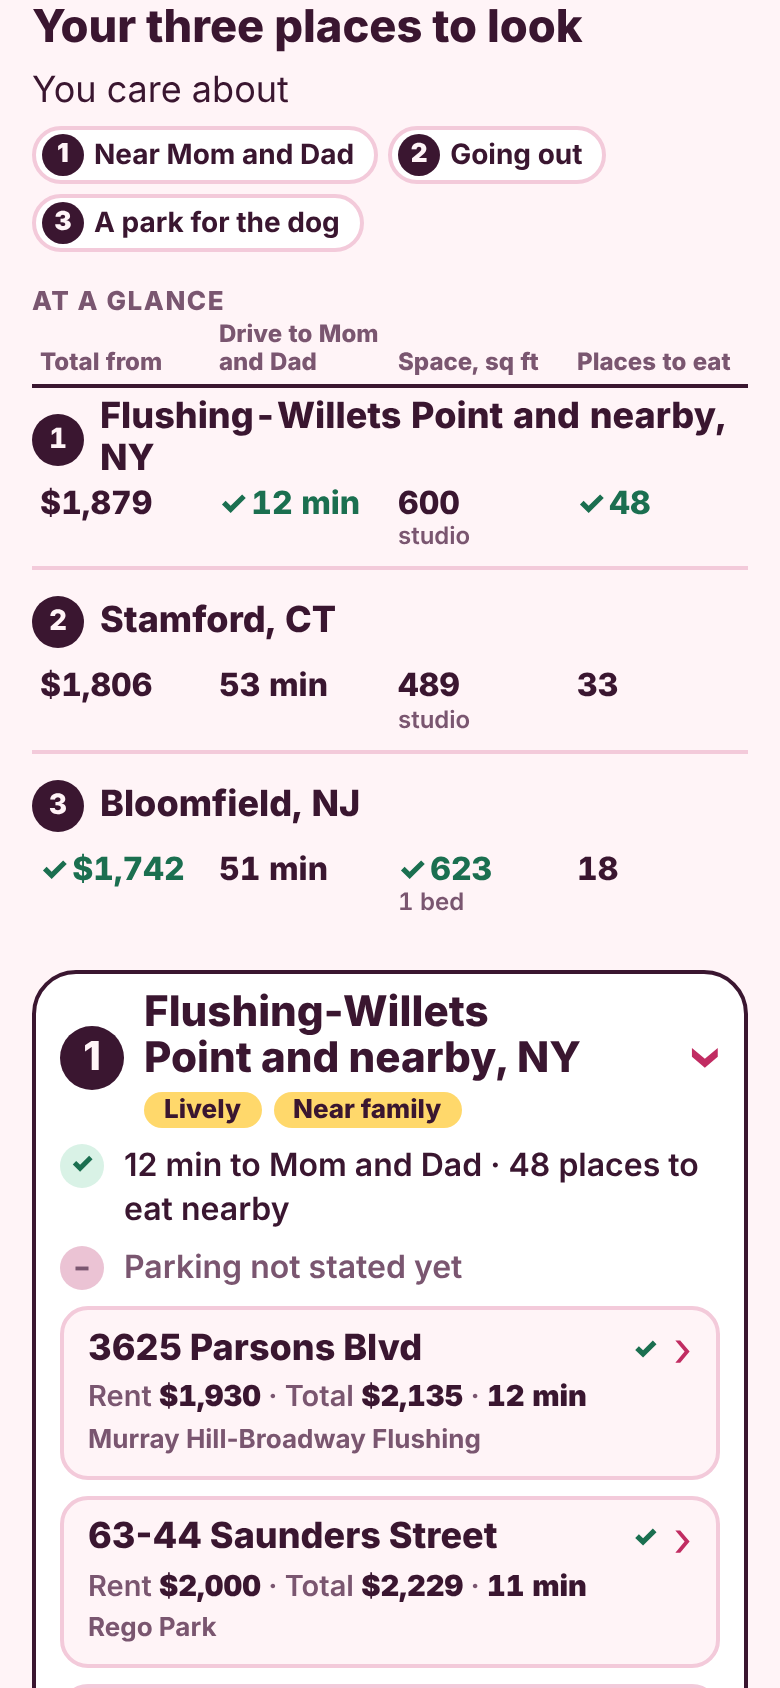 Your three places to look
You care about
1 Near Mom and Dad
2 Going out
3 A park for the dog
AT A GLANCE
Total from
Drive to Mom
and Dad
Space, sq ft
Places to eat
1 Flushing-Willets Point and nearby,
NY
$1,879 ✓12 min 600 ✓48
studio
2 Stamford, CT
$1,806 53 min 489 33
studio
3 Bloomfield, NJ
✓$1,742 51 min ✓623 18
1 bed
1 Flushing-Willets
Point and nearby, NY
Lively Near family
✓ 12 min to Mom and Dad · 48 places to
eat nearby
– Parking not stated yet
3625 Parsons Blvd ✓ ›
Rent $1,930 · Total $2,135 · 12 min
Murray Hill-Broadway Flushing
63-44 Saunders Street ✓ ›
Rent $2,000 · Total $2,229 · 11 min
Rego Park